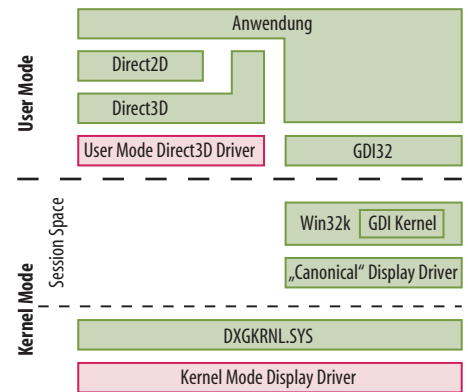 Anwendung
User Mode
Direct2D
Direct3D
User Mode Direct3D Driver
GDI32
Kernel Mode
Session Space
Win32k
GDI Kernel
„Canonical“ Display Driver
DXGKRNL.SYS
Kernel Mode Display Driver